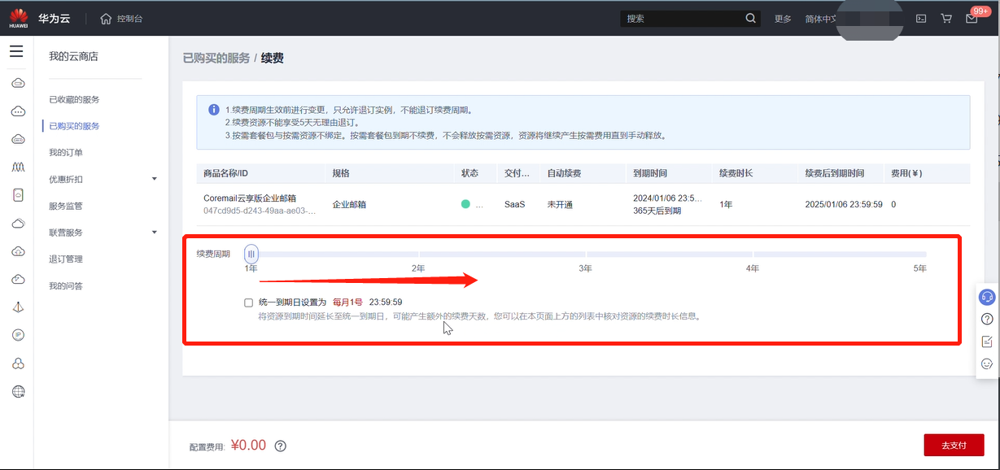 HUAWEI
华为云
控制台
搜索
更多
简体中文
99+
我的云商店
已收藏的服务
已购买的服务
我的订单
优惠折扣
服务监管
联营服务
退订管理
我的问答
已购买的服务 / 续费
1.续费周期生效前进行变更，只允许退订实例，不能退订续费周期。
2.续费资源不能享受5天无理由退订。
3.按需套餐包与按需资源不绑定。按需套餐包到期不续费，不会释放按需资源，资源将继续产生按需费用直到手动释放。
商品名称/ID 规格 状态 交付... 自动续费 到期时间 续费时长 续费后到期时间 费用(¥)
Coremail云享版企业邮箱 企业邮箱 ... SaaS 未开通 2024/01/06 23:5... 1年 2025/01/06 23:59:59 0
047cd9d5-d243-49aa-ae03-... 365天后到期
续费周期
1年 2年 3年 4年 5年
统一到期日设置为 每月1号 23:59:59
将资源到期时间延长至统一到期日，可能产生额外的续费天数，您可以在本页面上方的列表中核对资源的续费时长信息。
配置费用: ¥0.00
去支付